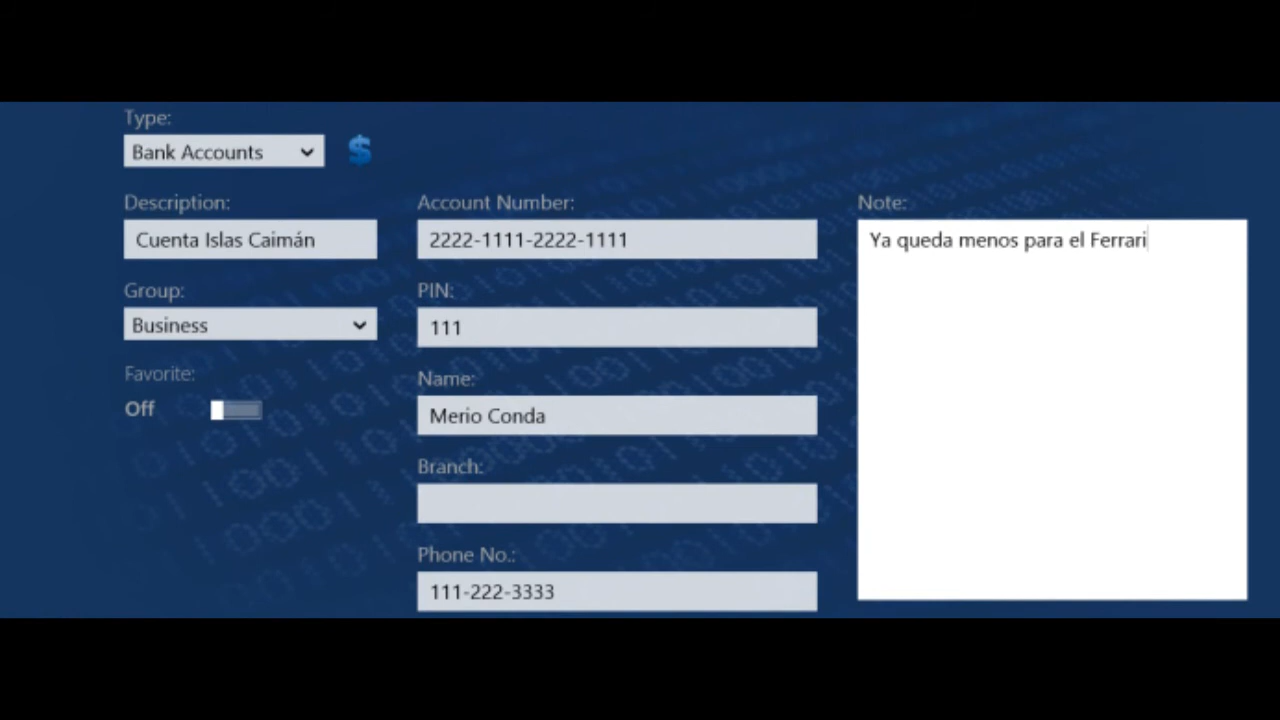 Type:
Bank Accounts
$
Description:
Cuenta Islas Caimán
Group:
Business
Favorite:
Off
Account Number:
2222-1111-2222-1111
PIN:
111
Name:
Merio Conda
Branch:
Phone No.:
111-222-3333
Note:
Ya queda menos para el Ferrari